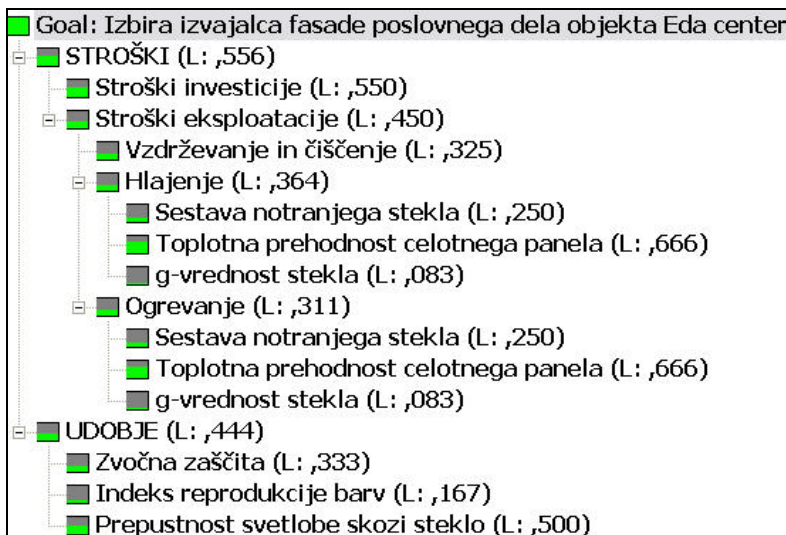 Goal: Izbira izvajalca fasade poslovnega dela objekta Eda center
STROŠKI (L: ,556)
Stroški investicije (L: ,550)
Stroški eksploatacije (L: ,450)
Vzdrževanje in čiščenje (L: ,325)
Hlajenje (L: ,364)
Sestava notranjega stekla (L: ,250)
Toplotna prehodnost celotnega panela (L: ,666)
g-vrednost stekla (L: ,083)
Ogrevanje (L: ,311)
Sestava notranjega stekla (L: ,250)
Toplotna prehodnost celotnega panela (L: ,666)
g-vrednost stekla (L: ,083)
UDOBJE (L: ,444)
Zvočna zaščita (L: ,333)
Indeks reprodukcije barv (L: ,167)
Prepustnost svetlobe skozi steklo (L: ,500)